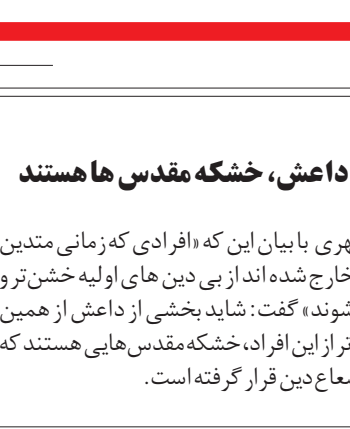 داعش، خشکه مقدس ها هستند
هری با بیان این که «افرادی که زمانی متدین
خارج شده اند از بی دین های اولیه خشن‌تر و
شوند» گفت: شاید بخشی از داعش از همین
تر از این افراد، خشکه‌مقدس‌هایی هستند که
معاع دین قرار گرفته است.